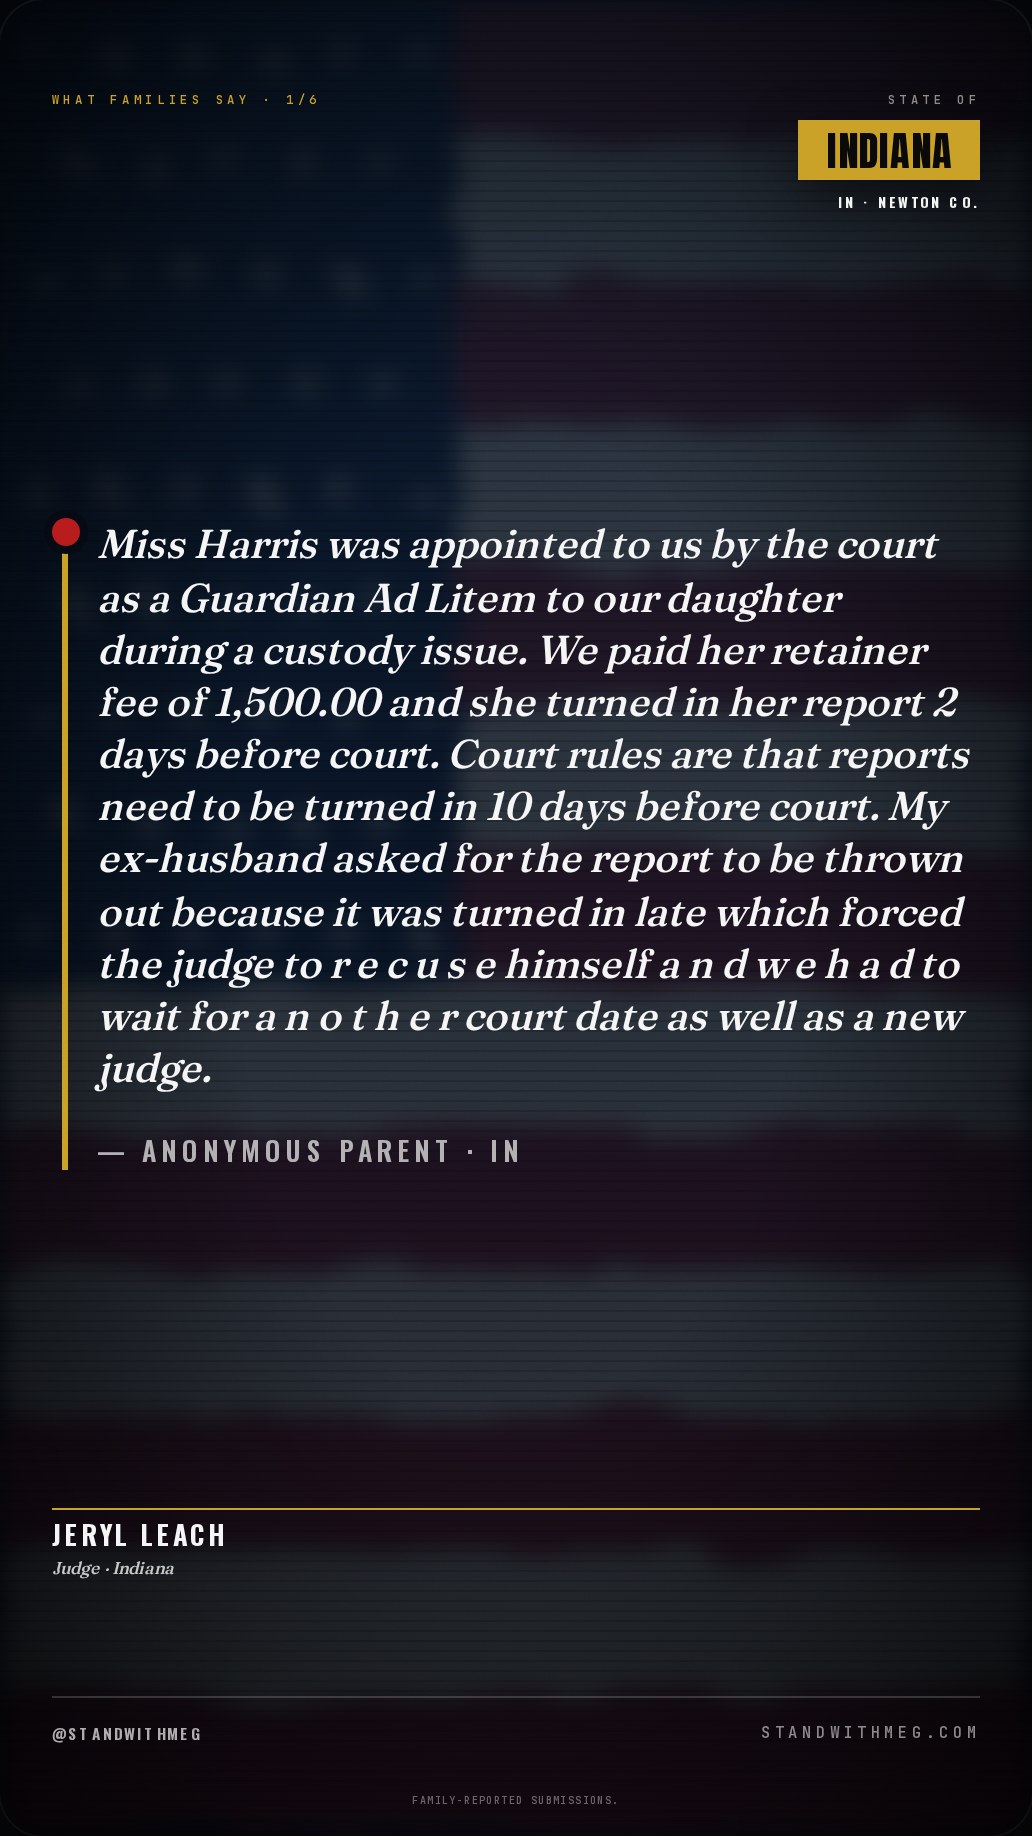 WHAT FAMILIES SAY · 1/6
STATE OF
INDIANA
IN · NEWTON CO.
Miss Harris was appointed to us by the court
as a Guardian Ad Litem to our daughter
during a custody issue. We paid her retainer
fee of 1,500.00 and she turned in her report 2
days before court. Court rules are that reports
need to be turned in 10 days before court. My
ex-husband asked for the report to be thrown
out because it was turned in late which forced
the judge to r e c u s e himself a n d w e h a d to
wait for a n o t h e r court date as well as a new
judge.
— ANONYMOUS PARENT · IN
JERYL LEACH
Judge · Indiana
@STANDWITHMEG
STANDWITHMEG.COM
FAMILY-REPORTED SUBMISSIONS.